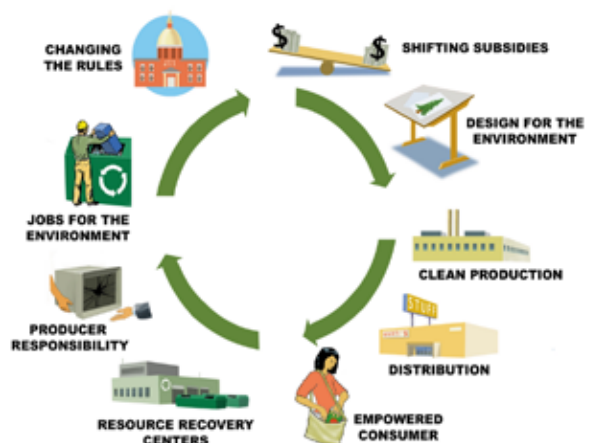 CHANGING
THE RULES
$
$
SHIFTING SUBSIDIES
DESIGN FOR THE
ENVIRONMENT
CLEAN PRODUCTION
STUFF
DISTRIBUTION
EMPOWERED
CONSUMER
RESOURCE RECOVERY
CENTERS
PRODUCER
RESPONSIBILITY
JOBS FOR THE
ENVIRONMENT